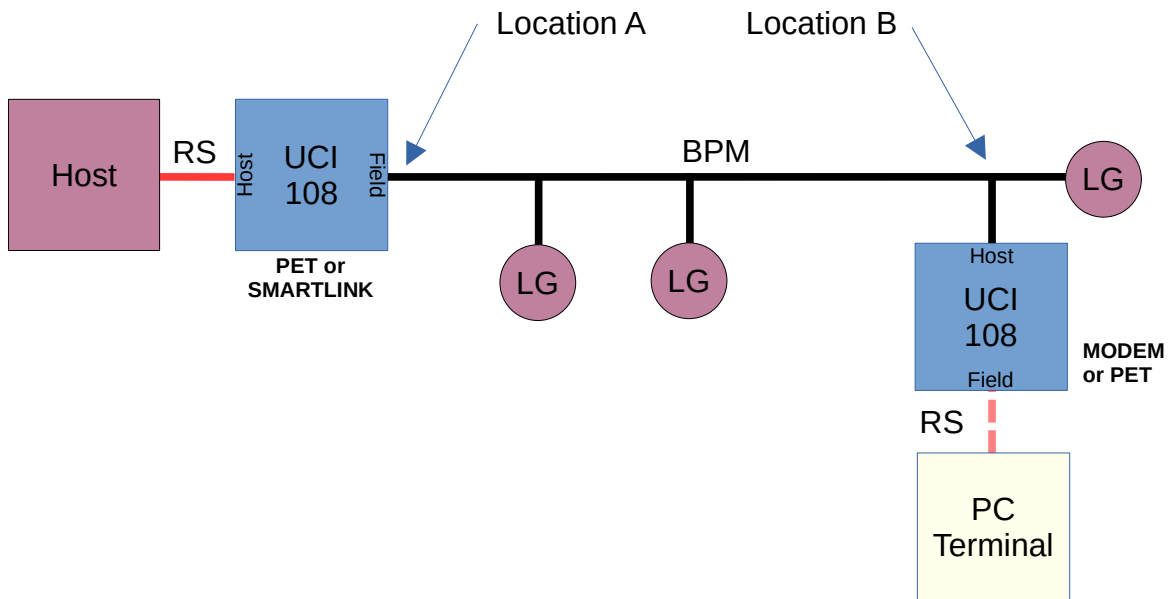 Location A
Location B
Host
RS
Host
UCI
108
Field
BPM
LG
PET or
SMARTLINK
LG
LG
Host
UCI
108
Field
MODEM
or PET
RS
PC
Terminal